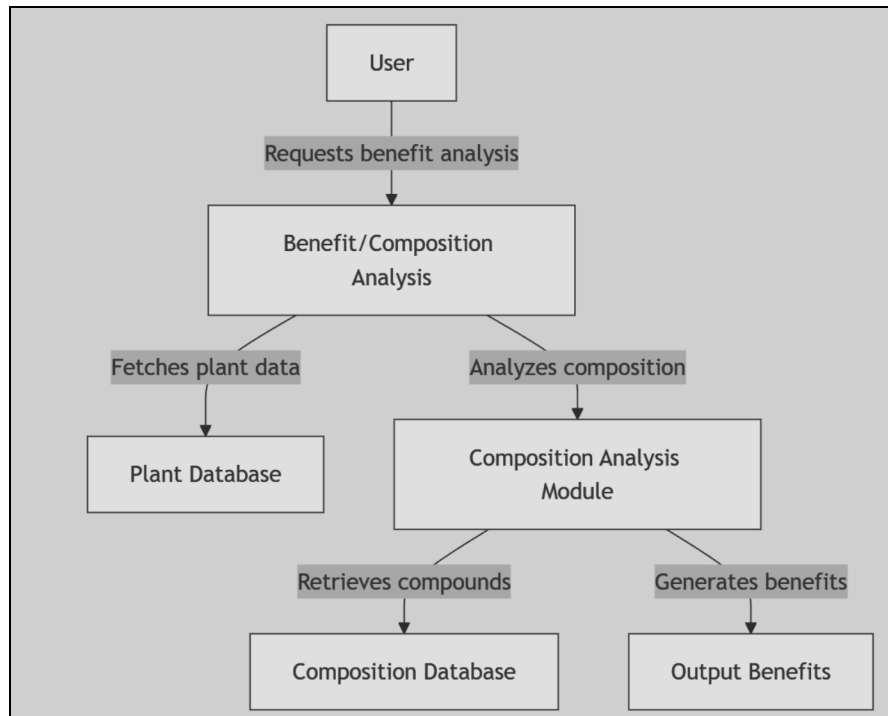 User
Requests benefit analysis
Benefit/Composition
Analysis
Fetches plant data
Analyzes composition
Plant Database
Composition Analysis
Module
Retrieves compounds
Generates benefits
Composition Database
Output Benefits